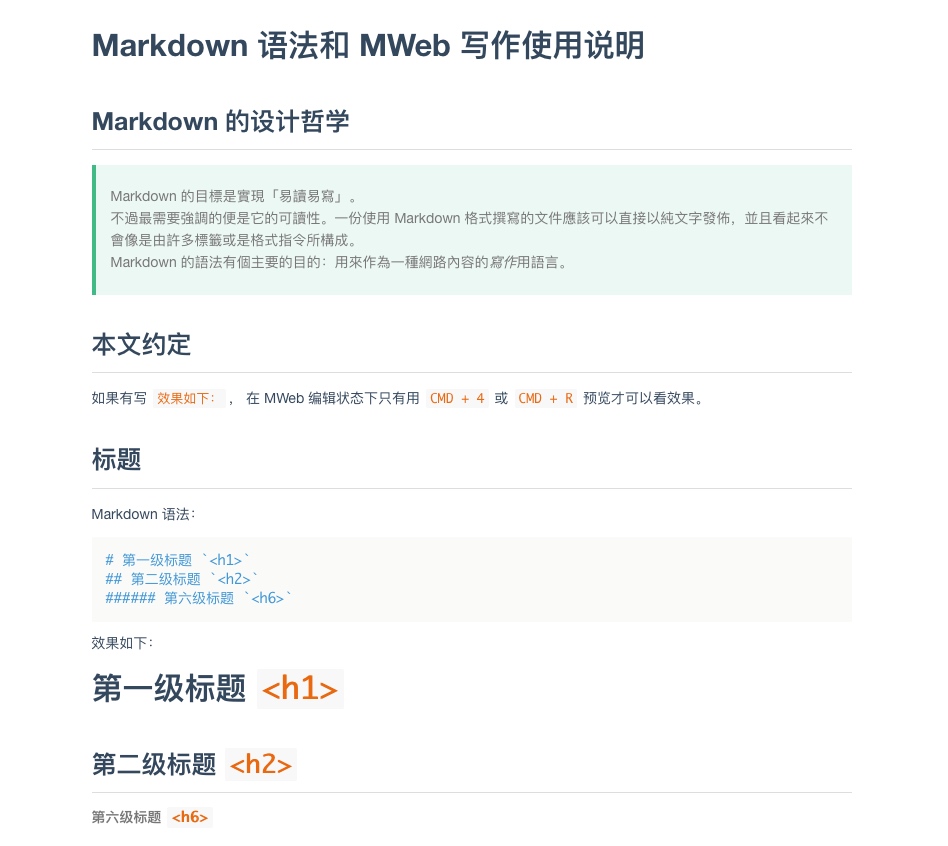 Markdown 语法和 MWeb 写作使用说明
Markdown 的设计哲学
Markdown 的目標是實現「易讀易寫」。
不過最需要強調的便是它的可讀性。一份使用 Markdown 格式撰寫的文件應該可以直接以純文字發佈，並且看起來不
會像是由許多標籤或是格式指令所構成。
Markdown 的語法有個主要的目的：用來作為一種網路內容的寫作用語言。
本文约定
如果有写 效果如下： ， 在 MWeb 编辑状态下只有用 CMD + 4 或 CMD + R 预览才可以看效果。
标题
Markdown 语法：
# 第一级标题 `<h1>`
## 第二级标题 `<h2>`
###### 第六级标题 `<h6>`
效果如下：
第一级标题 <h1>
第二级标题 <h2>
第六级标题 <h6>